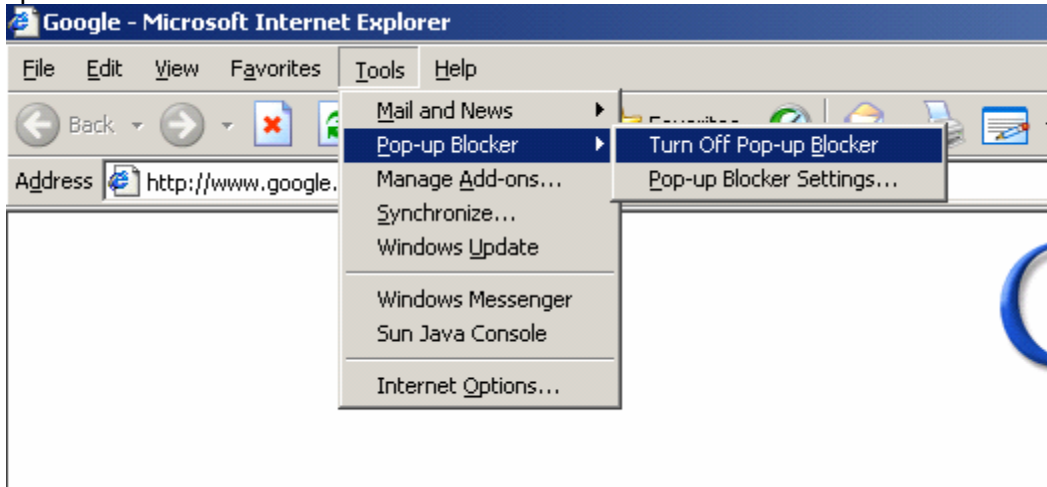 Google - Microsoft Internet Explorer
File Edit View Favorites Tools Help
Back
Address http://www.google.
Mail and News
Pop-up Blocker
Manage Add-ons...
Synchronize...
Windows Update
Windows Messenger
Sun Java Console
Internet Options...
Turn Off Pop-up Blocker
Pop-up Blocker Settings...